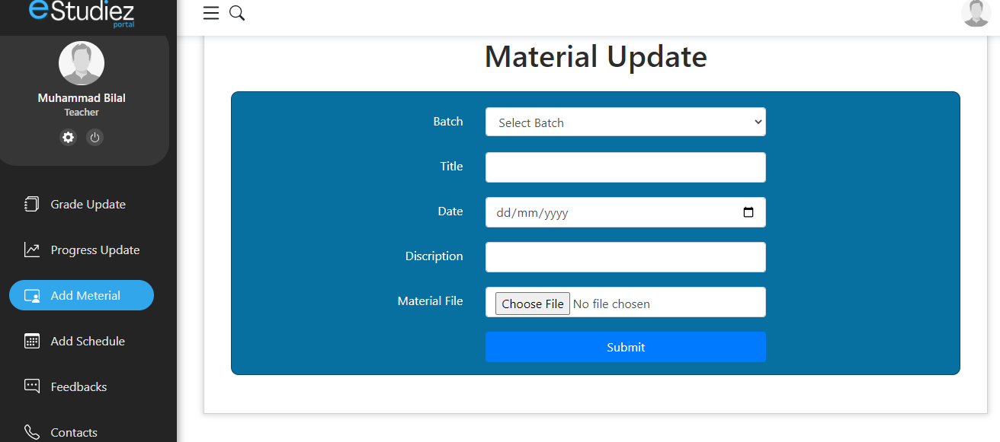 eStudiez
portal
Muhammad Bilal
Teacher
Grade Update
Progress Update
Add Meterial
Add Schedule
Feedbacks
Contacts
Material Update
Batch Select Batch
Title
Date dd/mm/yyyy
Discription
Material File Choose File No file chosen
Submit